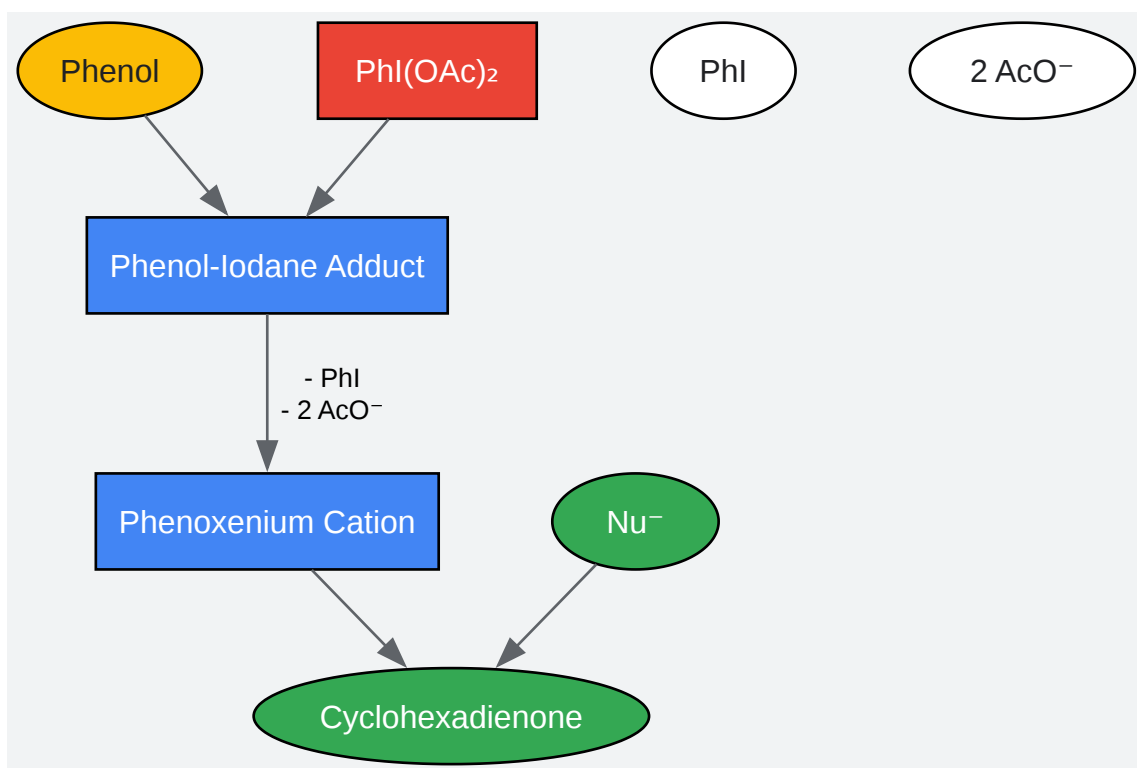 Phenol
PhI(OAc)₂
PhI
2 AcO⁻
Phenol-Iodane Adduct
- PhI
- 2 AcO⁻
Phenoxenium Cation
Nu⁻
Cyclohexadienone